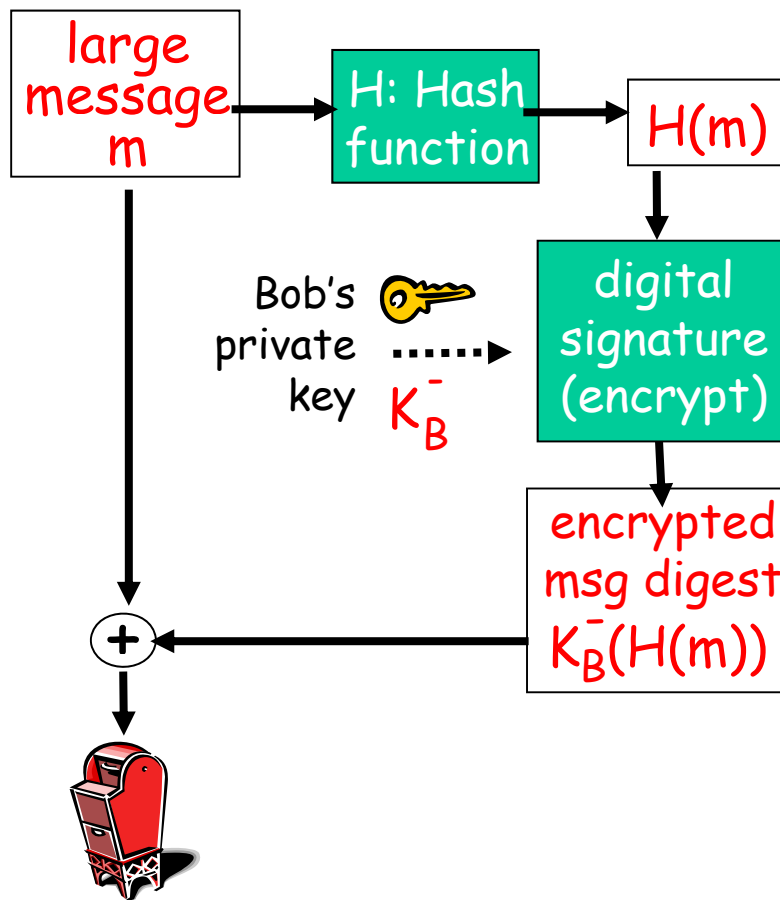 large
message
m
H: Hash
function
H(m)
Bob's
private
key
K_B^-
digital
signature
(encrypt)
encrypted
msg digest
K_B^-(H(m))
+